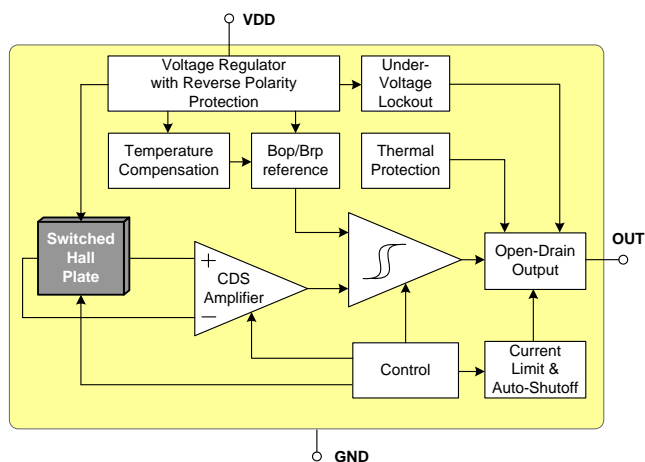 VDD
Voltage Regulator
with Reverse Polarity
Protection
Under-
Voltage
Lockout
Temperature
Compensation
Bop/Brp
reference
Thermal
Protection
Switched
Hall
Plate
+
CDS
Amplifier
−
Open-Drain
Output
OUT
Control
Current
Limit &
Auto-Shutoff
GND